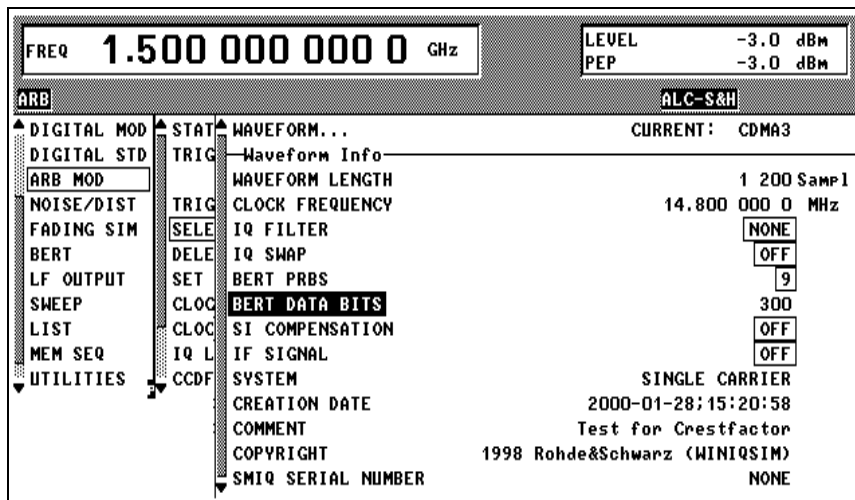 FREQ 1.500 000 000 0 GHz
LEVEL -3.0 dBm
PEP -3.0 dBm
ARB
ALC-S&H
DIGITAL MOD
DIGITAL STD
ARB MOD
NOISE/DIST
FADING SIM
BERT
LF OUTPUT
SWEEP
LIST
MEM SEQ
UTILITIES
STAT
TRIG
TRIG
SELE
DELE
SET
CLOC
CLOC
IQ L
CCDF
WAVEFORM... CURRENT: CDMA3
Waveform Info
WAVEFORM LENGTH 1 200 Sampl
CLOCK FREQUENCY 14.800 000 0 MHz
IQ FILTER NONE
IQ SWAP OFF
BERT PRBS 9
BERT DATA BITS 300
SI COMPENSATION OFF
IF SIGNAL OFF
SYSTEM SINGLE CARRIER
CREATION DATE 2000-01-28;15:20:58
COMMENT Test for Crestfactor
COPYRIGHT 1998 Rohde&Schwarz (WINIQSIM)
SMIQ SERIAL NUMBER NONE